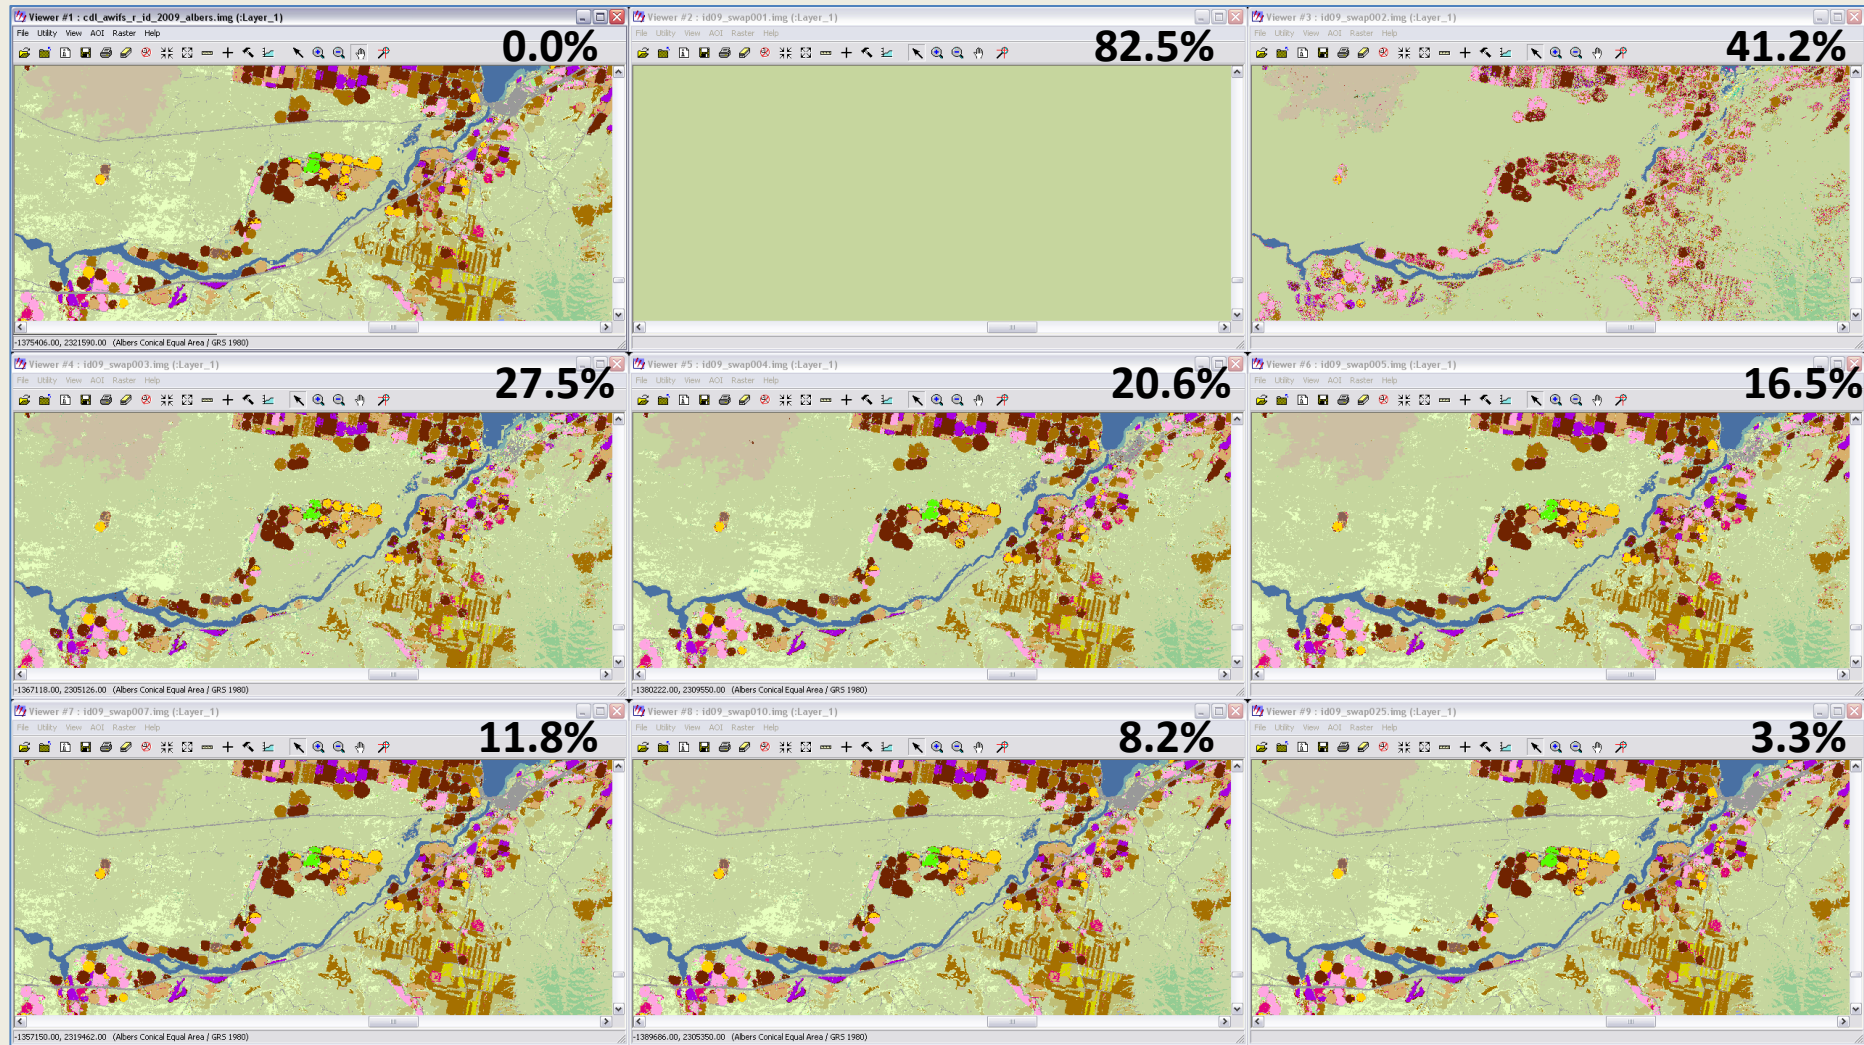 Viewer #1 : cdl_awifs_r_id_2009_albers.img (:Layer_1)
File Utility View AOI Raster Help
0.0%
-1375406.00, 2321590.00 (Albers Conical Equal Area / GRS 1980)
Viewer #2 : id09_swap001.img (:Layer_1)
File Utility View AOI Raster Help
82.5%
Viewer #3 : id09_swap002.img (:Layer_1)
File Utility View AOI Raster Help
41.2%
Viewer #4 : id09_swap003.img (:Layer_1)
File Utility View AOI Raster Help
27.5%
-1367118.00, 2305126.00 (Albers Conical Equal Area / GRS 1980)
Viewer #5 : id09_swap004.img (:Layer_1)
File Utility View AOI Raster Help
20.6%
-1380222.00, 2309550.00 (Albers Conical Equal Area / GRS 1980)
Viewer #6 : id09_swap005.img (:Layer_1)
File Utility View AOI Raster Help
16.5%
Viewer #7 : id09_swap007.img (:Layer_1)
File Utility View AOI Raster Help
11.8%
-1357150.00, 2319462.00 (Albers Conical Equal Area / GRS 1980)
Viewer #8 : id09_swap010.img (:Layer_1)
File Utility View AOI Raster Help
8.2%
-1389686.00, 2305350.00 (Albers Conical Equal Area / GRS 1980)
Viewer #9 : id09_swap025.img (:Layer_1)
File Utility View AOI Raster Help
3.3%